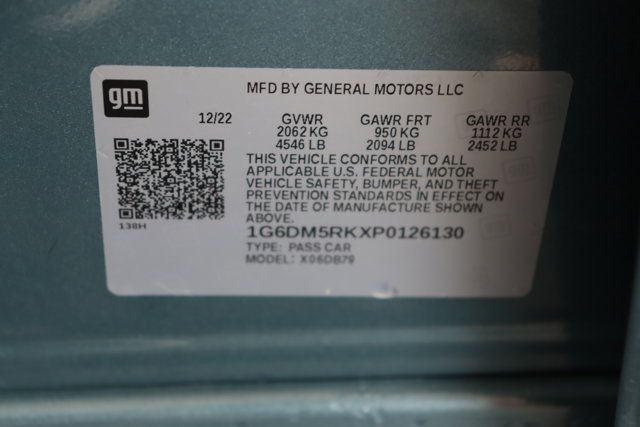 gm
MFD BY GENERAL MOTORS LLC
12/22 GVWR GAWR FRT GAWR RR
2062 KG 950 KG 1112 KG
4546 LB 2094 LB 2452 LB
THIS VEHICLE CONFORMS TO ALL
APPLICABLE U.S. FEDERAL MOTOR
VEHICLE SAFETY, BUMPER, AND THEFT
PREVENTION STANDARDS IN EFFECT ON
THE DATE OF MANUFACTURE SHOWN
ABOVE.
138H
1G6DM5RKXP0126130
TYPE: PASS CAR
MODEL: X06DB79